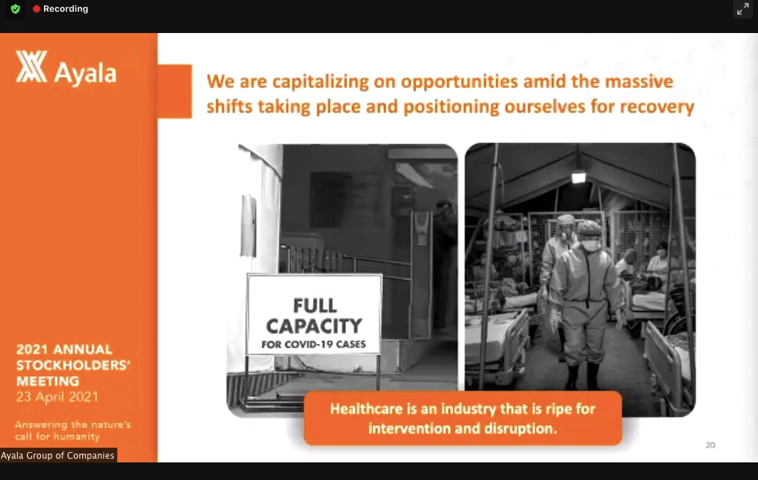 Recording
Ayala
We are capitalizing on opportunities amid the massive
shifts taking place and positioning ourselves for recovery
FULL
CAPACITY
FOR COVID-19 CASES
2021 ANNUAL
STOCKHOLDERS'
MEETING
23 April 2021
Answering the nature's
call for humanity
Healthcare is an industry that is ripe for
intervention and disruption.
20
Ayala Group of Companies